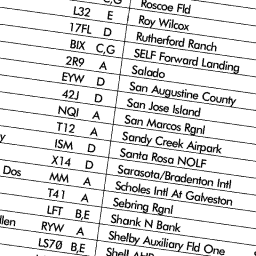 C,G Roscoe Fld
L32 E Roy Wilcox
17FL D Rutherford Ranch
BIX C,G SELF Forward Landing
2R9 A Salado
EYW D San Augustine County
42J D San Jose Island
NQI A San Marcos Rgnl
T12 A Sandy Creek Airpark
y ISM D Santa Rosa NOLF
X14 D Sarasota/Bradenton Intl
Dos MM A Scholes Intl At Galveston
T41 A Sebring Rgnl
LFT B,E Shank N Bank
llen RYW A Shelby Auxiliary Fld One
LS70 B,E Shell